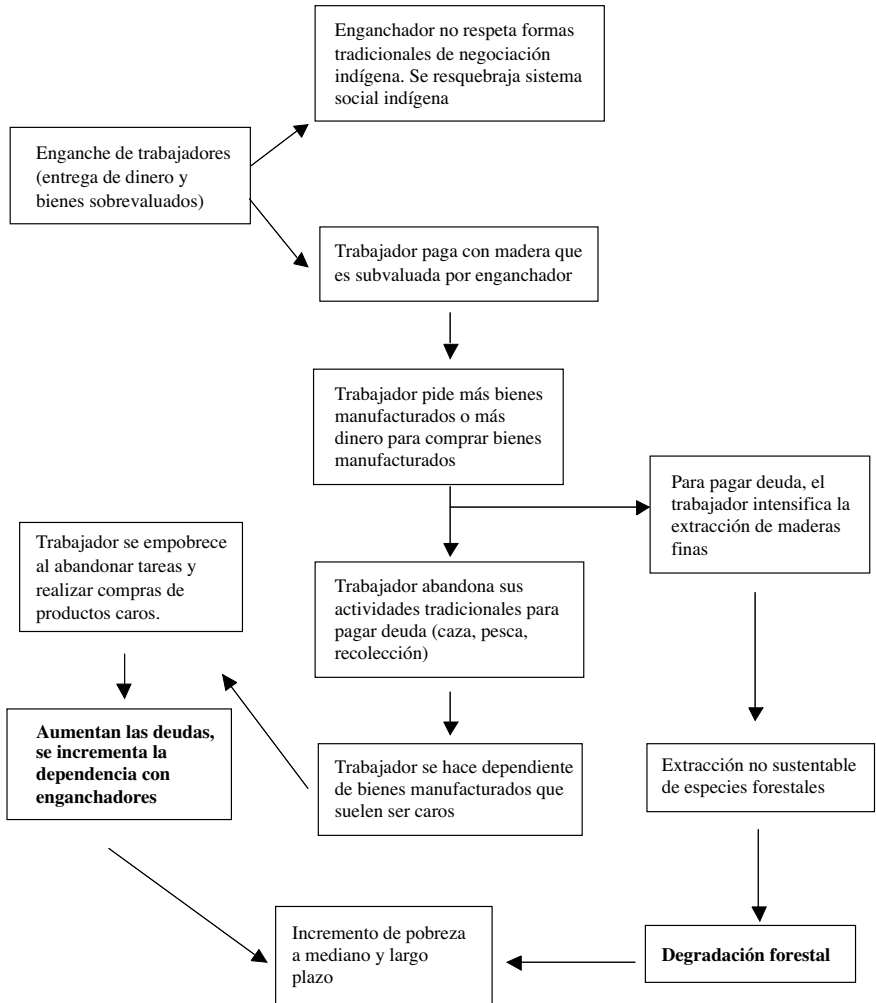 Enganchador no respeta formas
tradicionales de negociación
indígena. Se resquebraja sistema
social indígena
Enganche de trabajadores
(entrega de dinero y
bienes sobrevaluados)
Trabajador paga con madera que
es subvaluada por enganchador
Trabajador pide más bienes
manufacturados o más
dinero para comprar bienes
manufacturados
Para pagar deuda, el
trabajador intensifica la
extracción de maderas
finas
Trabajador se empobrece
al abandonar tareas y
realizar compras de
productos caros.
Trabajador abandona sus
actividades tradicionales para
pagar deuda (caza, pesca,
recolección)
Aumentan las deudas,
se incrementa la
dependencia con
enganchadores
Trabajador se hace dependiente
de bienes manufacturados que
suelen ser caros
Extracción no sustentable
de especies forestales
Incremento de pobreza
a mediano y largo
plazo
Degradación forestal